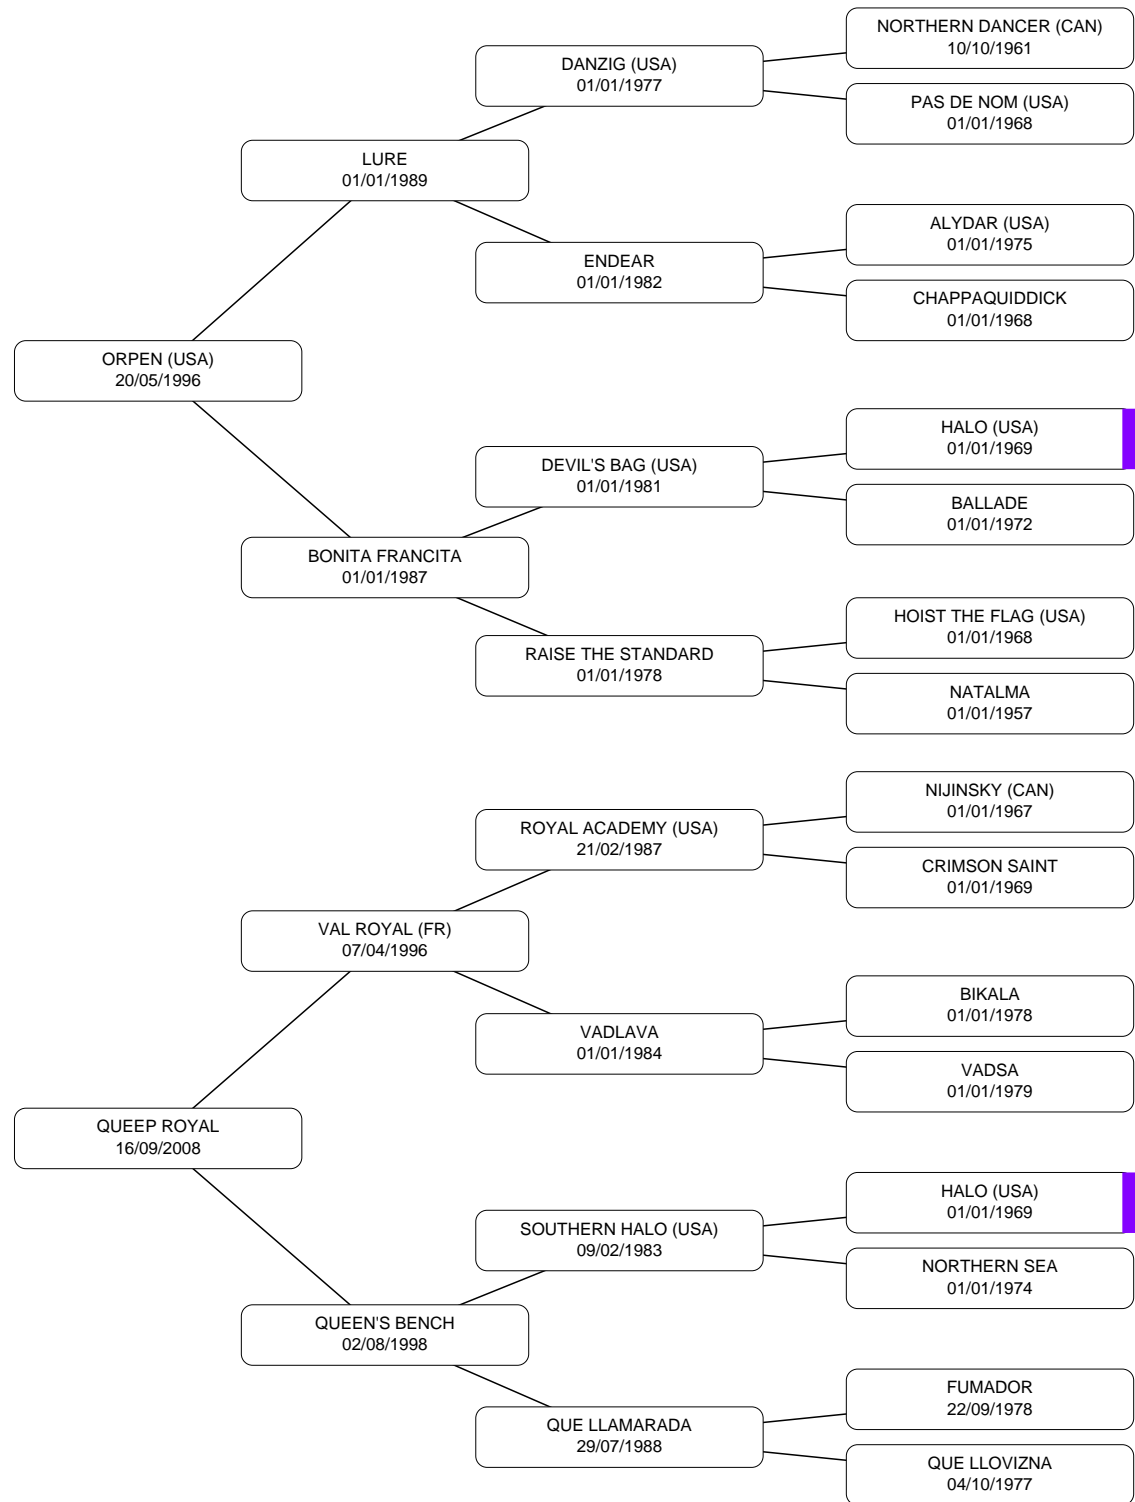 NORTHERN DANCER (CAN)
10/10/1961
DANZIG (USA)
01/01/1977
PAS DE NOM (USA)
01/01/1968
LURE
01/01/1989
ALYDAR (USA)
01/01/1975
ENDEAR
01/01/1982
CHAPPAQUIDDICK
01/01/1968
ORPEN (USA)
20/05/1996
HALO (USA)
01/01/1969
DEVIL'S BAG (USA)
01/01/1981
BALLADE
01/01/1972
BONITA FRANCITA
01/01/1987
HOIST THE FLAG (USA)
01/01/1968
RAISE THE STANDARD
01/01/1978
NATALMA
01/01/1957
NIJINSKY (CAN)
01/01/1967
ROYAL ACADEMY (USA)
21/02/1987
CRIMSON SAINT
01/01/1969
VAL ROYAL (FR)
07/04/1996
BIKALA
01/01/1978
VADLAVA
01/01/1984
VADSA
01/01/1979
QUEEP ROYAL
16/09/2008
HALO (USA)
01/01/1969
SOUTHERN HALO (USA)
09/02/1983
NORTHERN SEA
01/01/1974
QUEEN'S BENCH
02/08/1998
FUMADOR
22/09/1978
QUE LLAMARADA
29/07/1988
QUE LLOVIZNA
04/10/1977